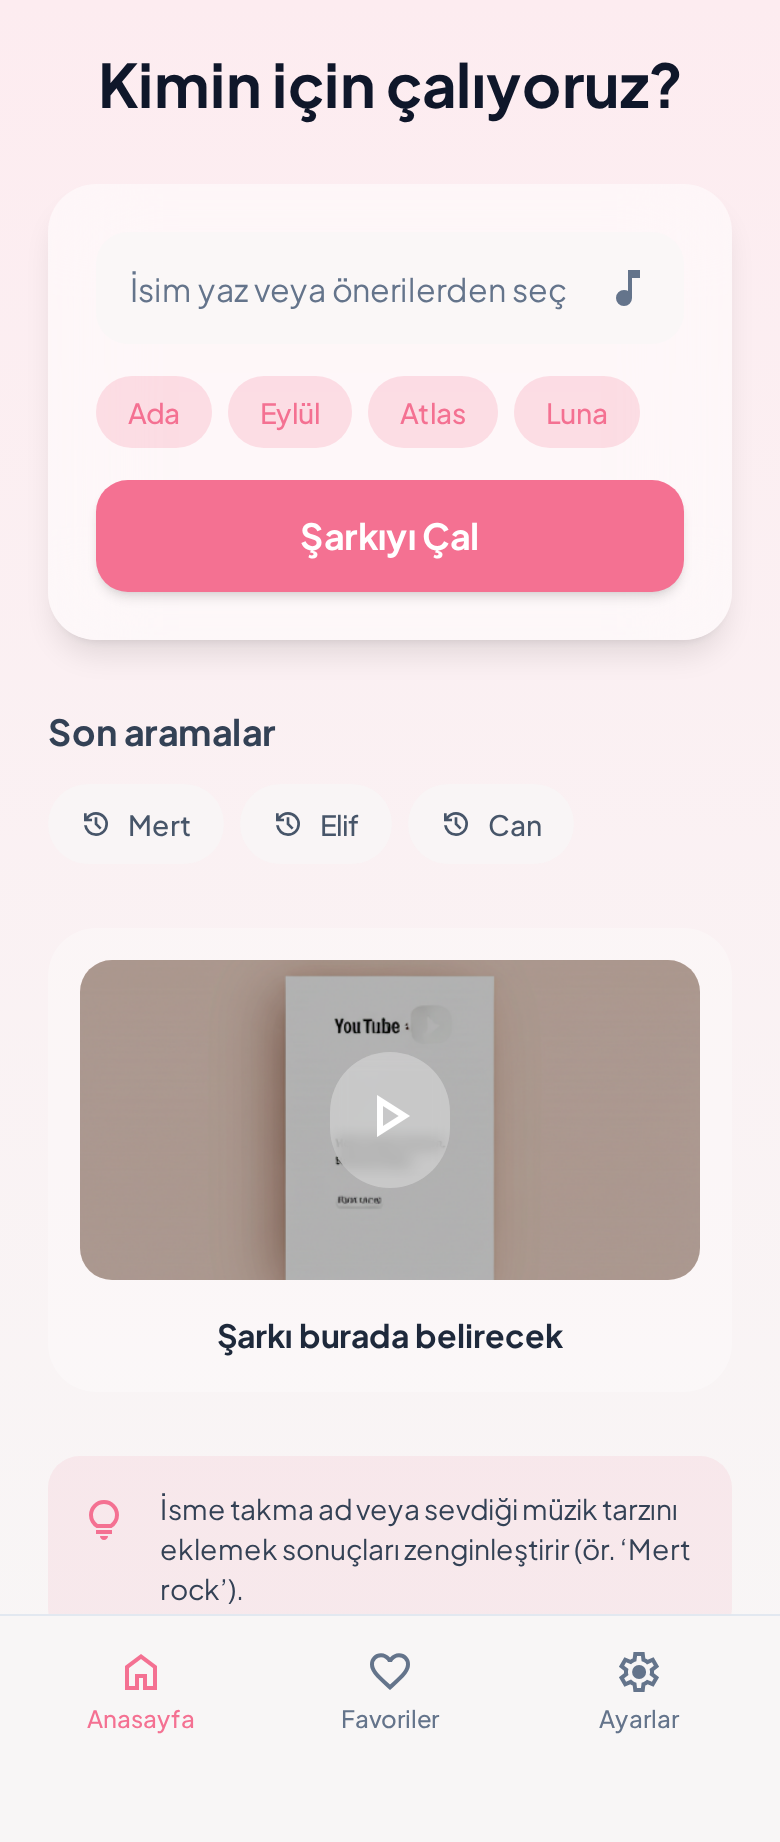 Kimin için çalıyoruz?
İsim yaz veya önerilerden seç
Ada Eylül Atlas Luna
Şarkıyı Çal
Son aramalar
Mert Elif Can
YouTube
Şarkı burada belirecek
İsme takma ad veya sevdiği müzik tarzını
eklemek sonuçları zenginleştirir (ör. ‘Mert
rock’).
Anasayfa Favoriler Ayarlar